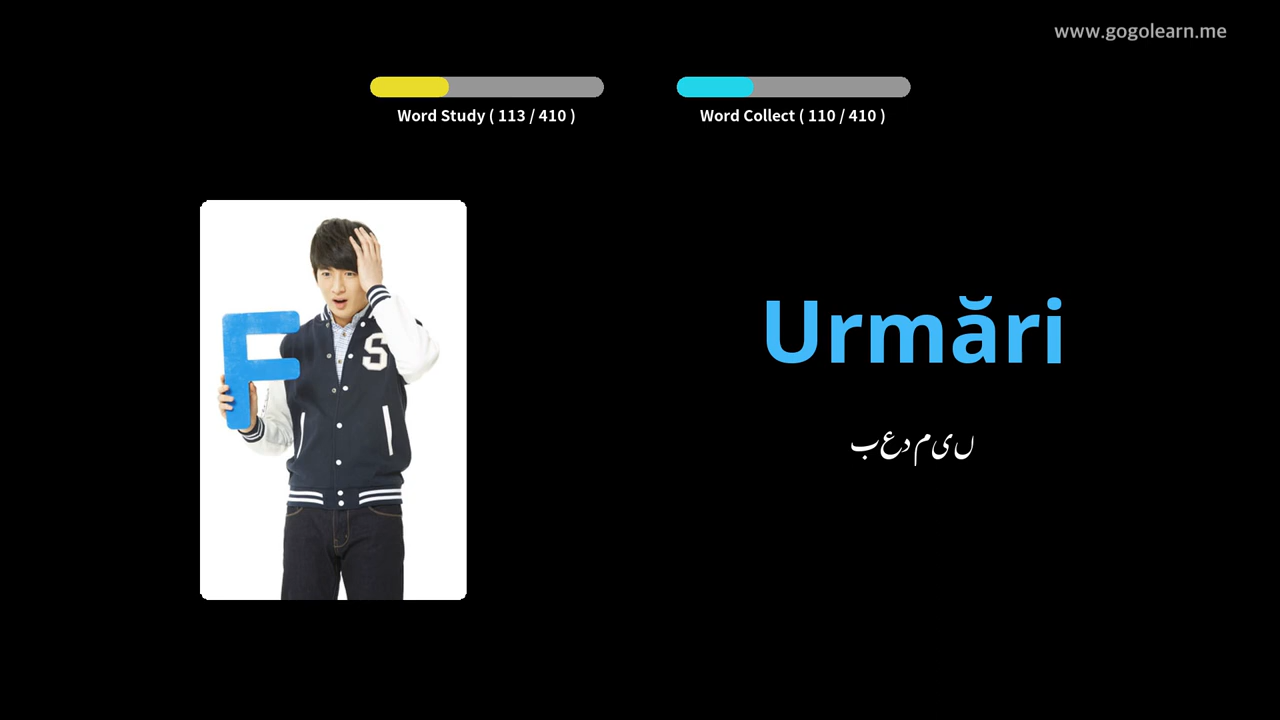 www.gogolearn.me
Word Study ( 113 / 410 )
Word Collect ( 110 / 410 )
F
S
Urmări
بعد میں